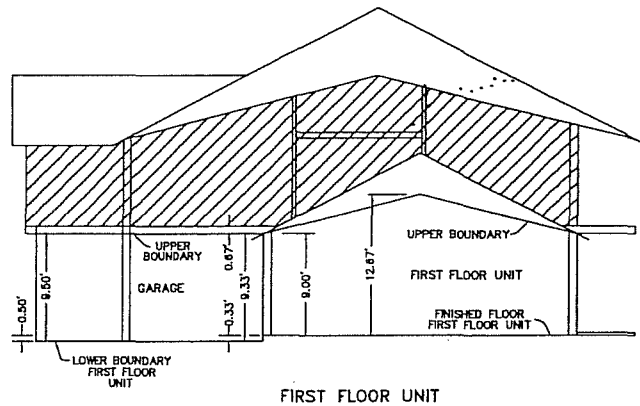 UPPER
BOUNDARY
UPPER BOUNDARY
0.50'
9.50'
GARAGE
0.67'
0.33'
9.33'
9.00'
12.67'
FIRST FLOOR UNIT
FINISHED FLOOR
FIRST FLOOR UNIT
LOWER BOUNDARY
FIRST FLOOR
UNIT
FIRST FLOOR UNIT